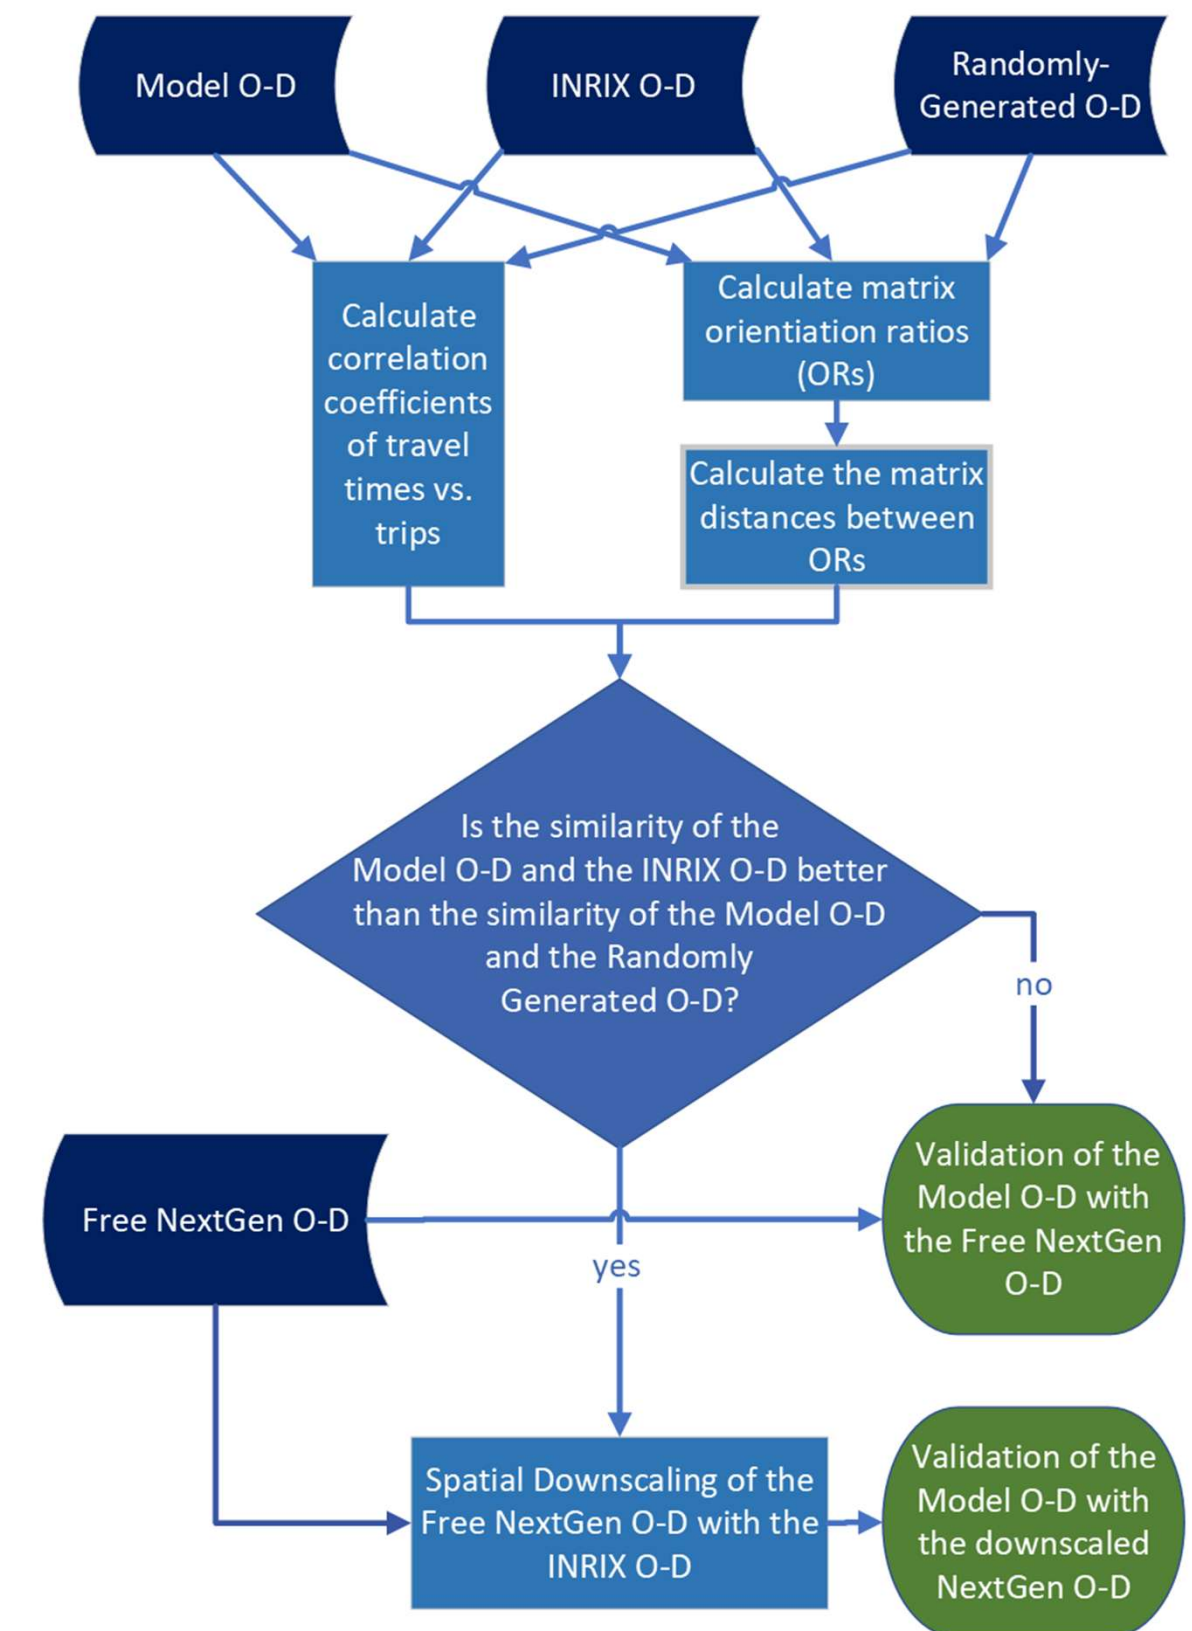 Model O-D
INRIX O-D
Randomly-
Generated O-D
Calculate
correlation
coefficients
of travel
times vs.
trips
Calculate matrix
orientiation ratios
(ORs)
Calculate the matrix
distances between
ORs
Is the similarity of the
Model O-D and the INRIX O-D better
than the similarity of the Model O-D
and the Randomly
Generated O-D?
no
Free NextGen O-D
Validation of the
Model O-D with
the Free NextGen
O-D
yes
Spatial Downscaling of the
Free NextGen O-D with the
INRIX O-D
Validation of the
Model O-D with
the downscaled
NextGen O-D